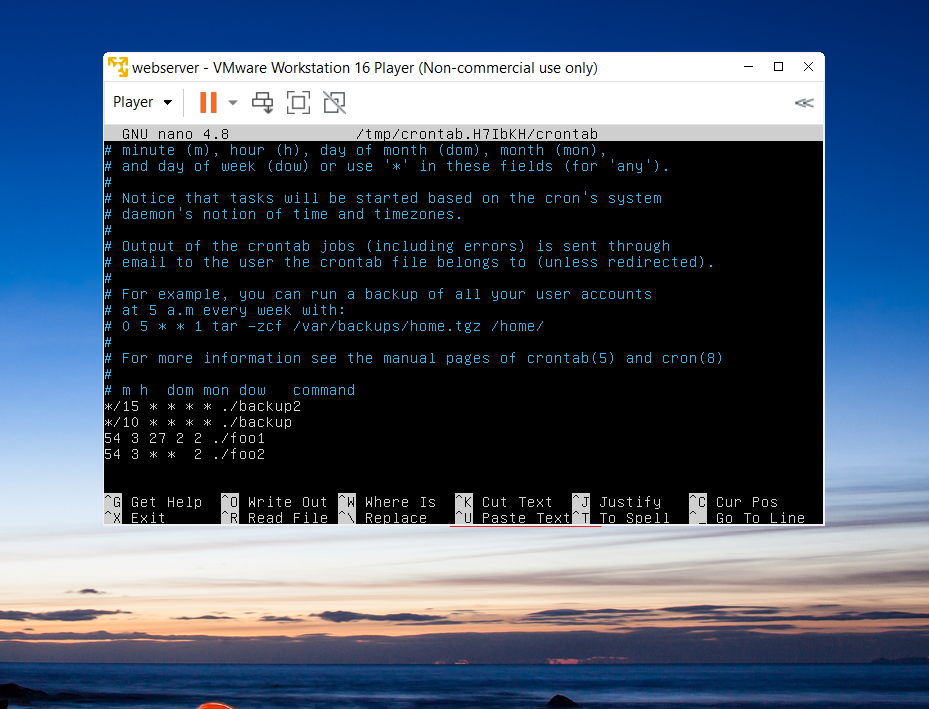 webserver - VMware Workstation 16 Player (Non-commercial use only)
Player
GNU nano 4.8 /tmp/crontab.H7IbKH/crontab
# minute (m), hour (h), day of month (dom), month (mon),
# and day of week (dow) or use '*' in these fields (for 'any').
#
# Notice that tasks will be started based on the cron's system
# daemon's notion of time and timezones.
#
# Output of the crontab jobs (including errors) is sent through
# email to the user the crontab file belongs to (unless redirected).
#
# For example, you can run a backup of all your user accounts
# at 5 a.m every week with:
# 0 5 * * 1 tar -zcf /var/backups/home.tgz /home/
#
# For more information see the manual pages of crontab(5) and cron(8)
#
# m h  dom mon dow   command
*/15 * * * * ./backup2
*/10 * * * * ./backup
54 3 27 2 2 ./foo1
54 3 * *  2 ./foo2
^G Get Help ^O Write Out ^W Where Is ^K Cut Text ^J Justify ^C Cur Pos
^X Exit ^R Read File ^\ Replace ^U Paste Text ^T To Spell ^_ Go To Line